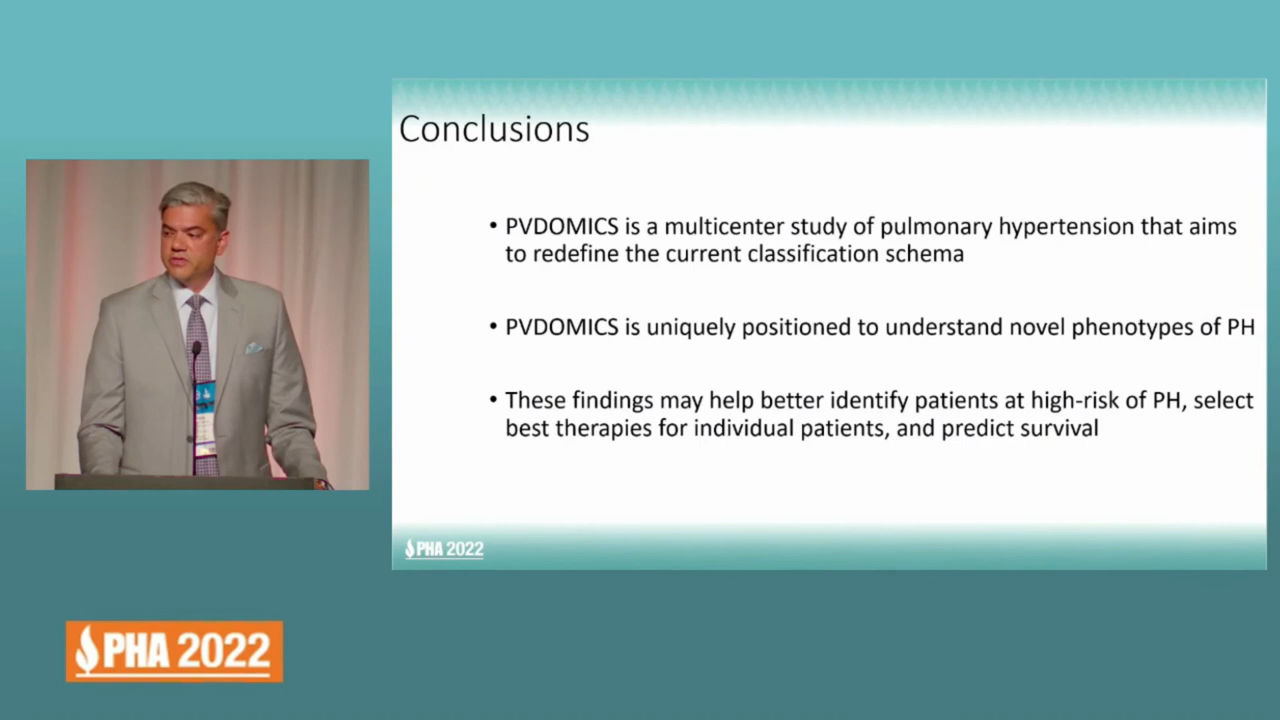 Conclusions
• PVDOMICS is a multicenter study of pulmonary hypertension that aims
to redefine the current classification schema
• PVDOMICS is uniquely positioned to understand novel phenotypes of PH
• These findings may help better identify patients at high-risk of PH, select
best therapies for individual patients, and predict survival
PHA 2022
PHA 2022